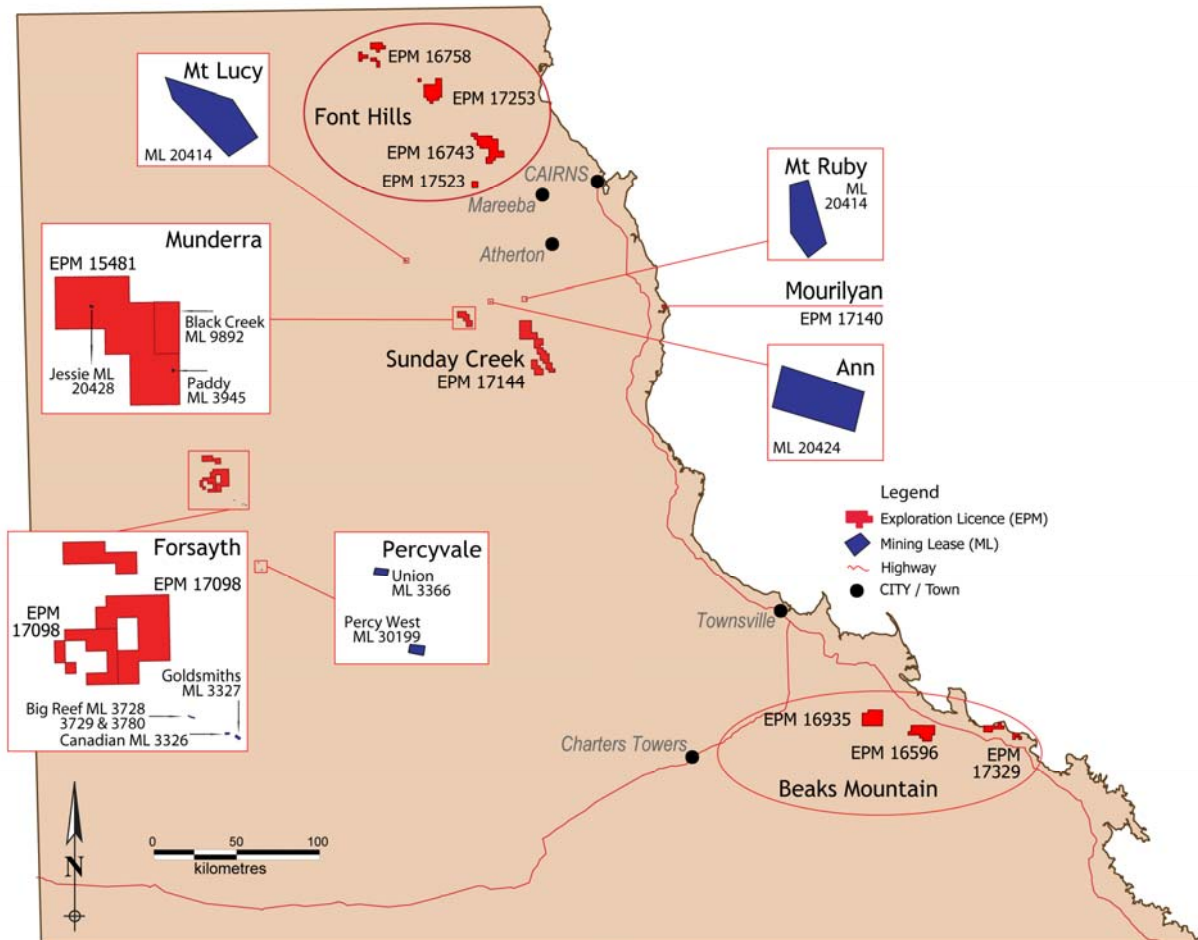 EPM 16758
EPM 17253
Font Hills
EPM 16743
EPM 17523
Mt Lucy
ML 20414
CAIRNS
Mareeba
Atherton
Mt Ruby
ML
20414
Munderra
EPM 15481
Black Creek
ML 9892
Jessie ML
20428
Paddy
ML 3945
Mourilyan
EPM 17140
Sunday Creek
EPM 17144
Ann
ML 20424
Legend
Exploration Licence (EPM)
Mining Lease (ML)
Highway
CITY / Town
Forsayth
EPM 17098
EPM
17098
Goldsmiths
ML 3327
Big Reef ML 3728
3729 & 3780
Canadian ML 3326
Percyvale
Union
ML 3366
Percy West
ML 30199
Townsville
Charters Towers
EPM 16935
EPM 16596
EPM
17329
Beaks Mountain
N
0 50 100
kilometres